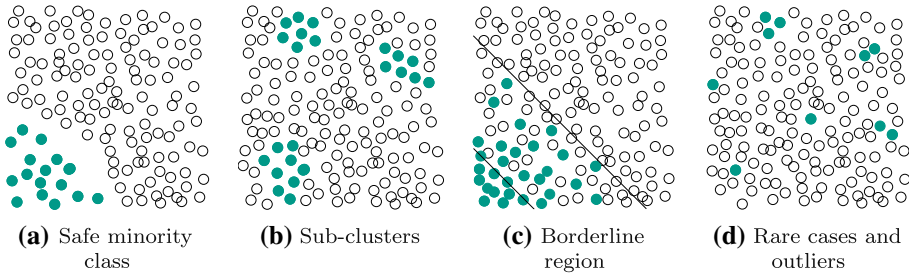 (a) Safe minority
class
(b) Sub-clusters
(c) Borderline
region
(d) Rare cases and
outliers